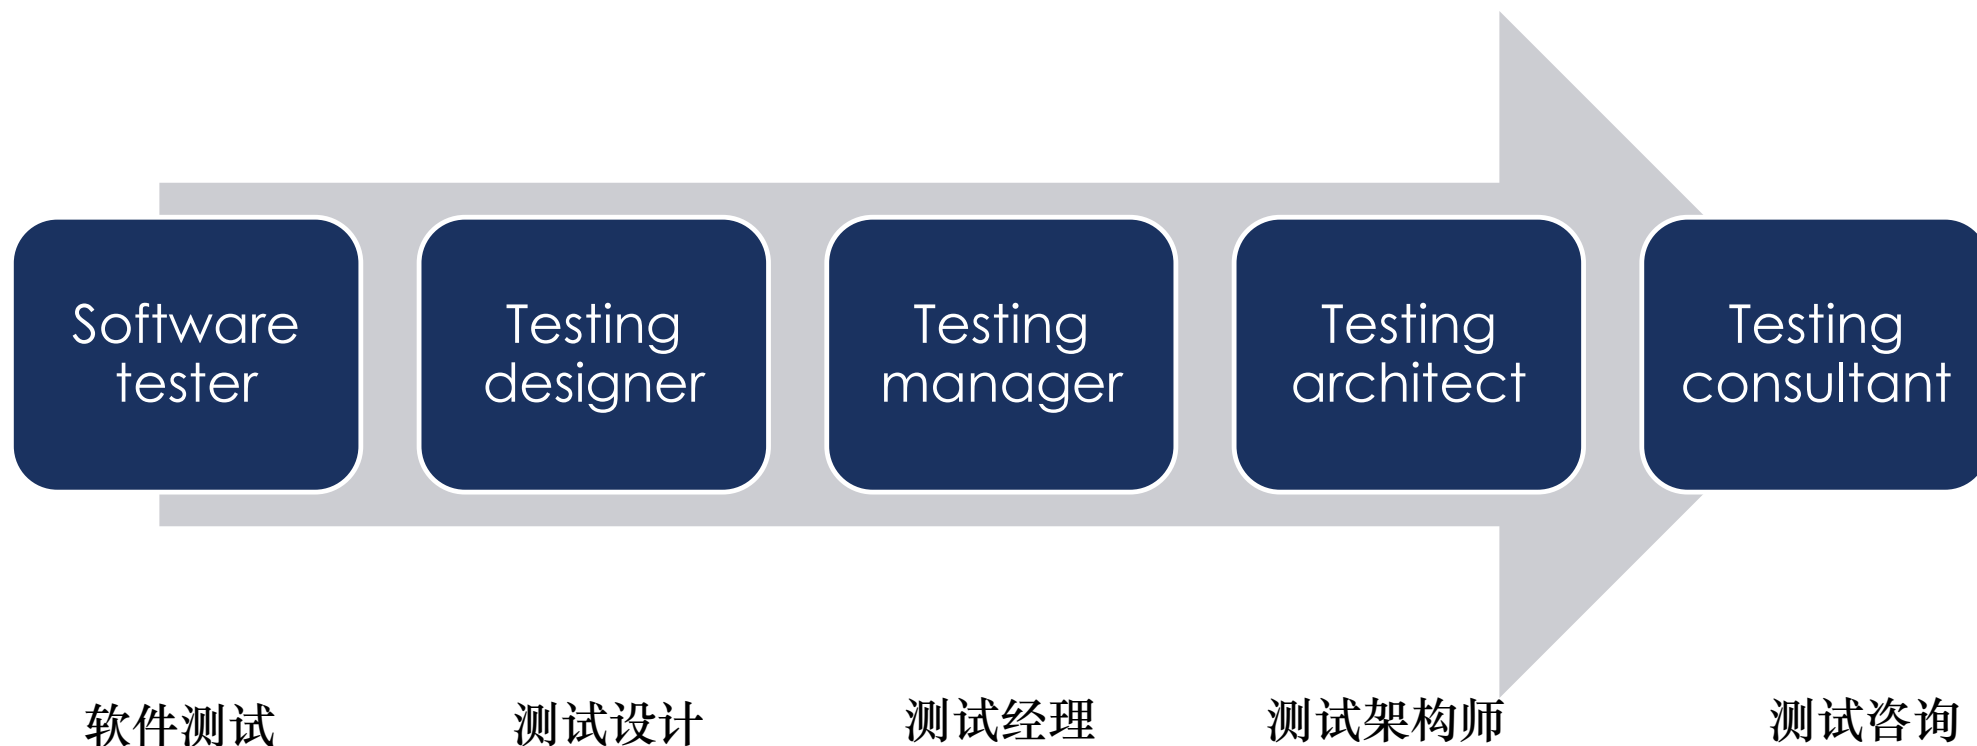 Software
tester
Testing
designer
Testing
manager
Testing
architect
Testing
consultant
软件测试
测试设计
测试经理
测试架构师
测试咨询